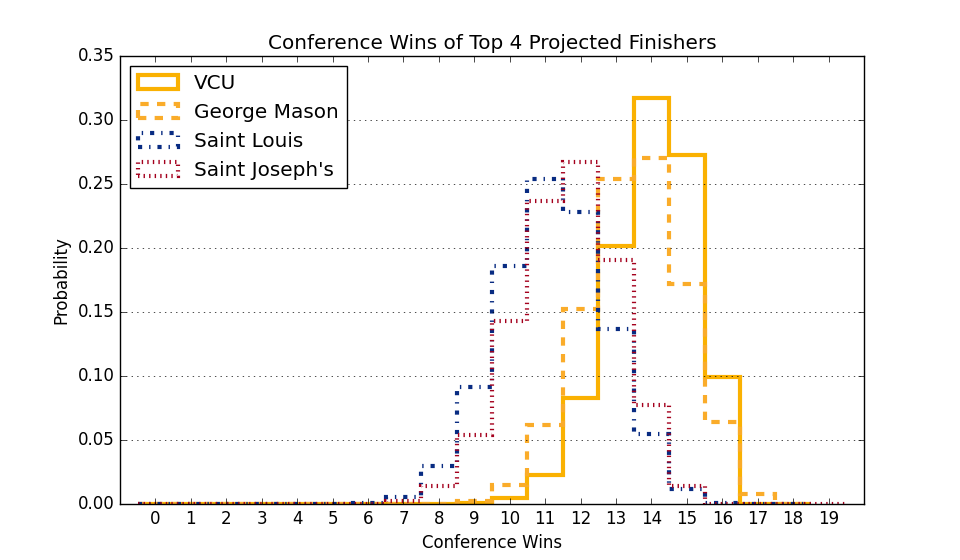 Conference Wins of Top 4 Projected Finishers
VCU
George Mason
Saint Louis
Saint Joseph's
0.35
0.30
0.25
0.20
0.15
0.10
0.05
0.00
Probability
0 1 2 3 4 5 6 7 8 9 10 11 12 13 14 15 16 17 18 19
Conference Wins